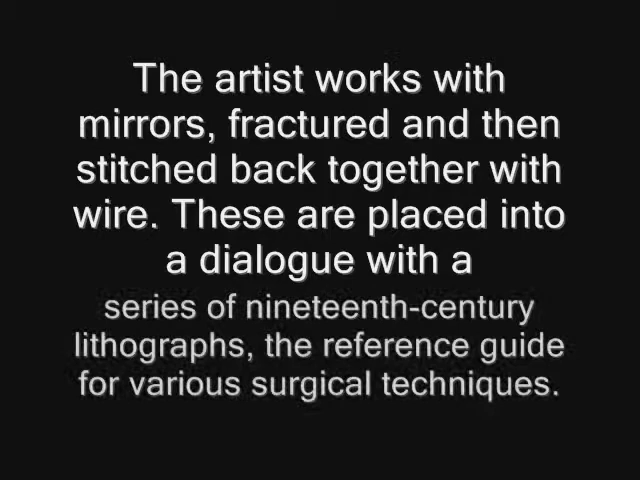 The artist works with
mirrors, fractured and then
stitched back together with
wire. These are placed into
a dialogue with a
series of nineteenth-century
lithographs, the reference guide
for various surgical techniques.